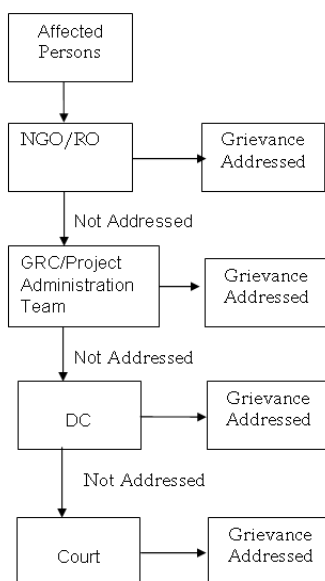 Affected
Persons
NGO/RO
Grievance
Addressed
Not Addressed
GRC/Project
Administration
Team
Grievance
Addressed
Not Addressed
DC
Grievance
Addressed
Not Addressed
Court
Grievance
Addressed